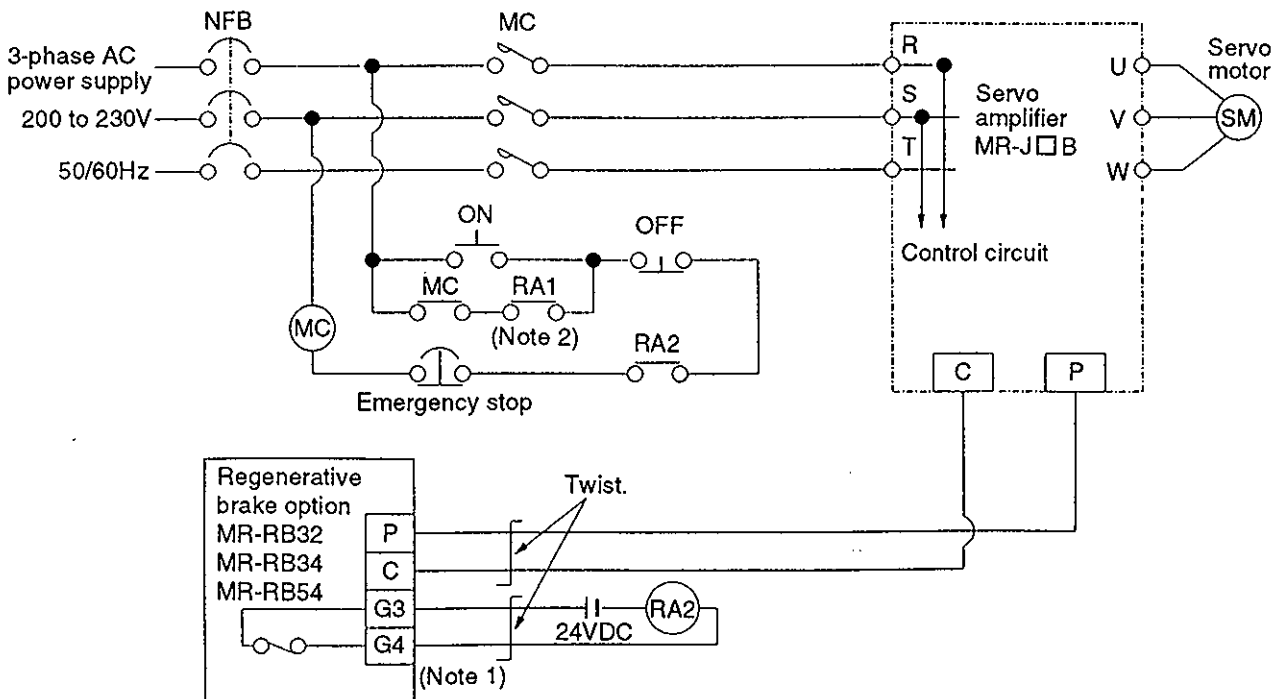 NFB
MC
3-phase AC
power supply
200 to 230V
50/60Hz
R
S
T
Servo
amplifier
MR-J□B
U
V
W
Servo
motor
SM
ON
OFF
Control circuit
MC
RA1
(Note 2)
MC
RA2
Emergency stop
C
P
Regenerative
brake option
MR-RB32
MR-RB34
MR-RB54
P
C
G3
G4
Twist.
24VDC
RA2
(Note 1)